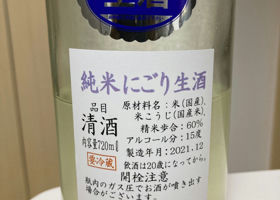 生酒
純米にごり生酒
品目
清酒
内容量720ml
要冷蔵
原材料名：米(国産)、
米こうじ(国産米)、
精米歩合：60%
アルコール分：15度
製造年月：2021.12
飲酒は20歳になってから。
開栓注意
瓶内のガス圧でお酒が噴き出す
場合がございます。